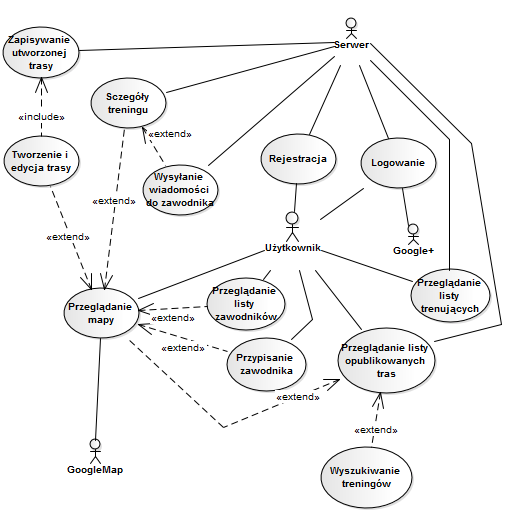 Serwer
Zapisywanie
utworzonej
trasy
Sczegóły
treningu
«include»
«extend»
Tworzenie i
edycja trasy
Wysyłanie
wiadomości
do zawodnika
Rejestracja
Logowanie
«extend»
«extend»
Użytkownik
Google+
Przeglądanie
mapy
Przeglądanie
listy
zawodników
Przeglądanie
listy
trenujących
«extend»
«extend»
Przypisanie
zawodnika
Przeglądanie listy
opublikowanych
tras
«extend»
«extend»
GoogleMap
Wyszukiwanie
treningów